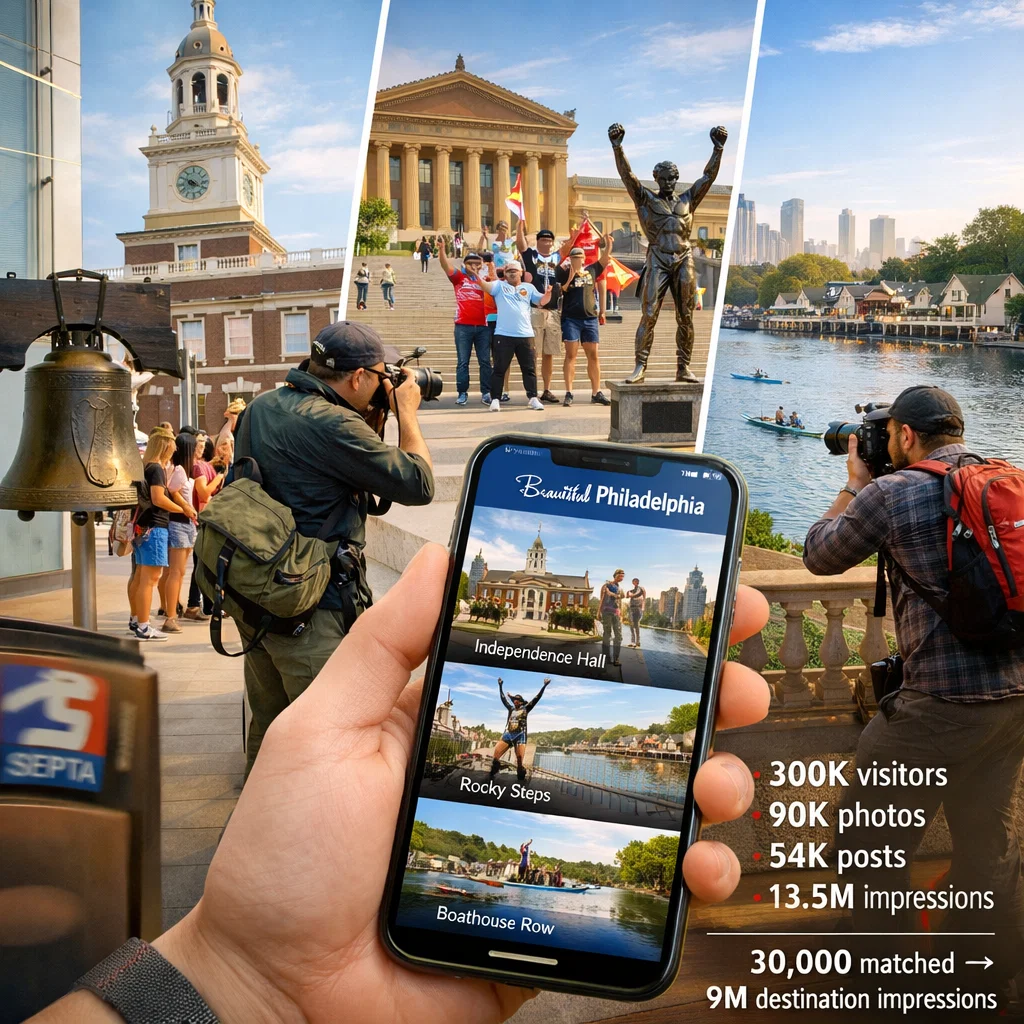 Beautiful Philadelphia
Independence Hall
Rocky Steps
Boathouse Row
SEPTA
• 300K visitors
• 90K photos
• 54K posts
• 13.5M impressions
30,000 matched →
9M destination impressions